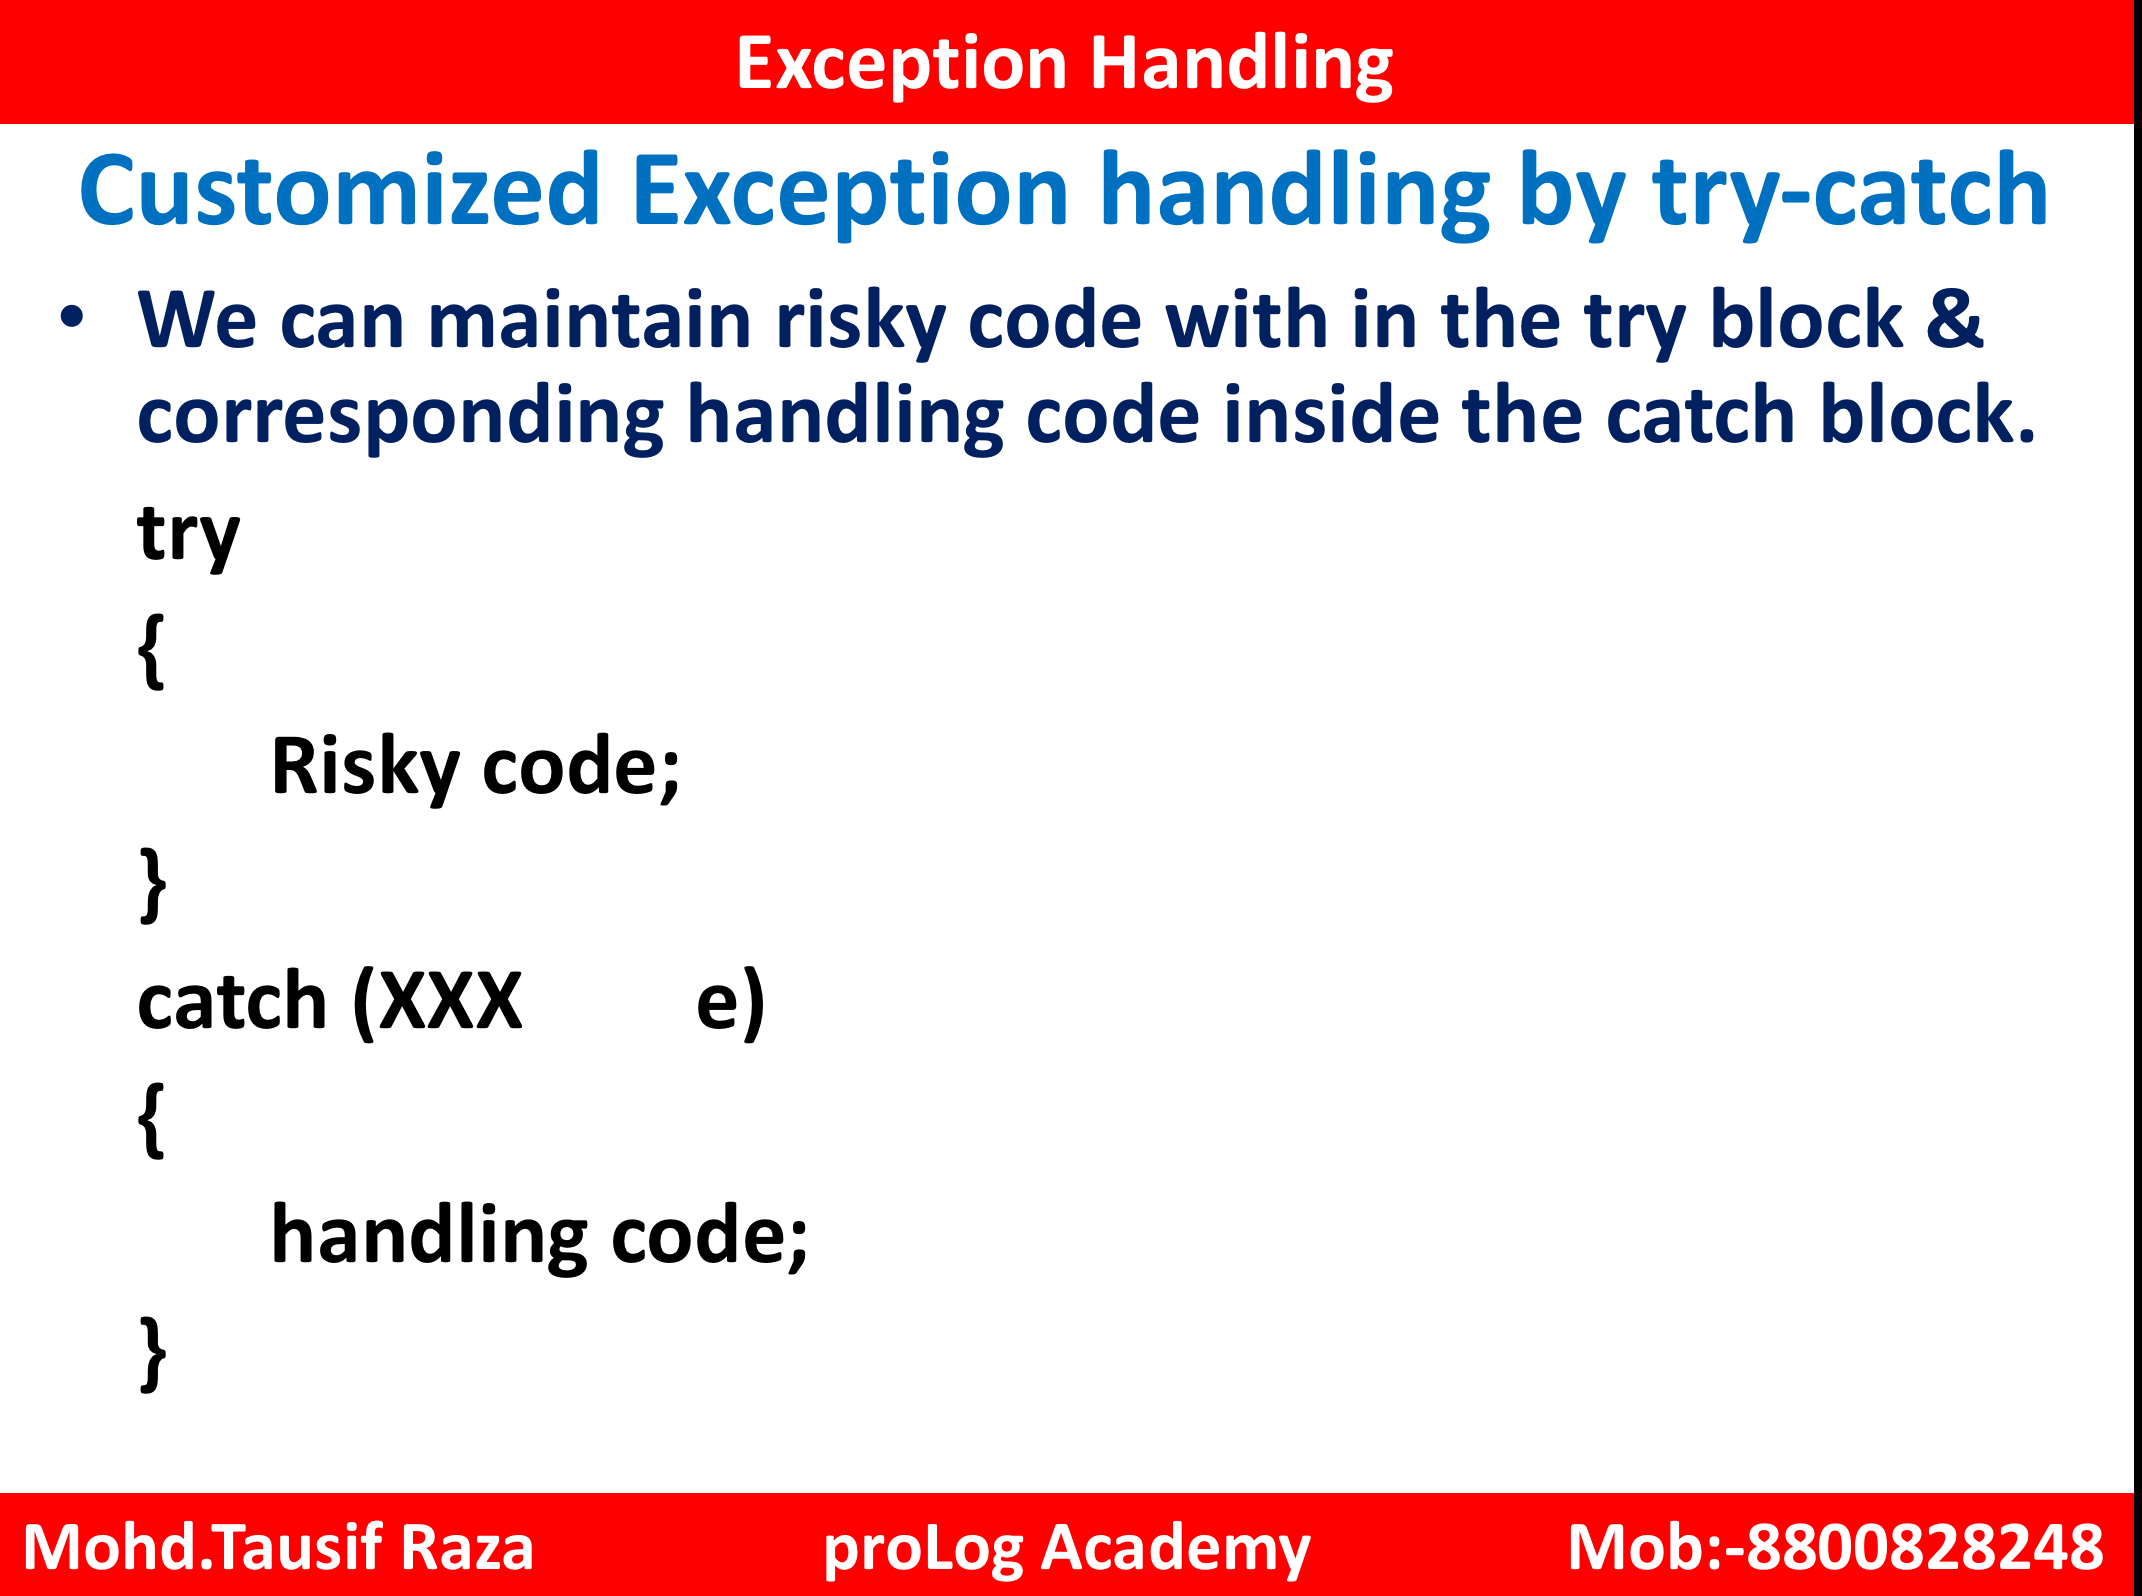 Exception Handling
Customized Exception handling by try-catch
• We can maintain risky code with in the try block &
corresponding handling code inside the catch block.
try
{
Risky code;
}
catch (XXX e)
{
handling code;
}
Mohd.Tausif Raza proLog Academy Mob:-8800828248